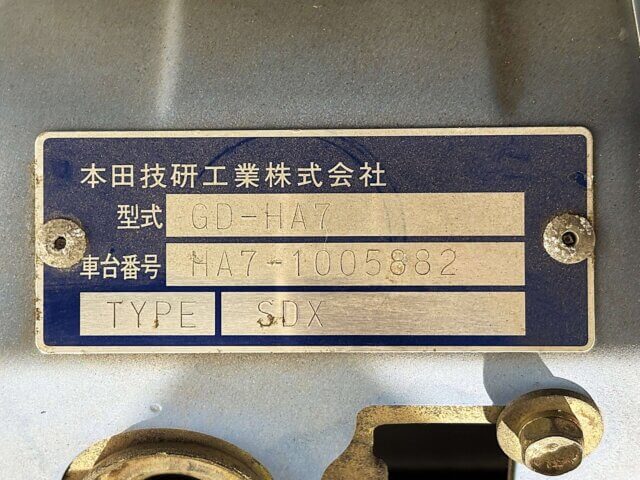 本田技研工業株式会社
型式 GD-HA7
車台番号 HA7-1005882
TYPE SDX